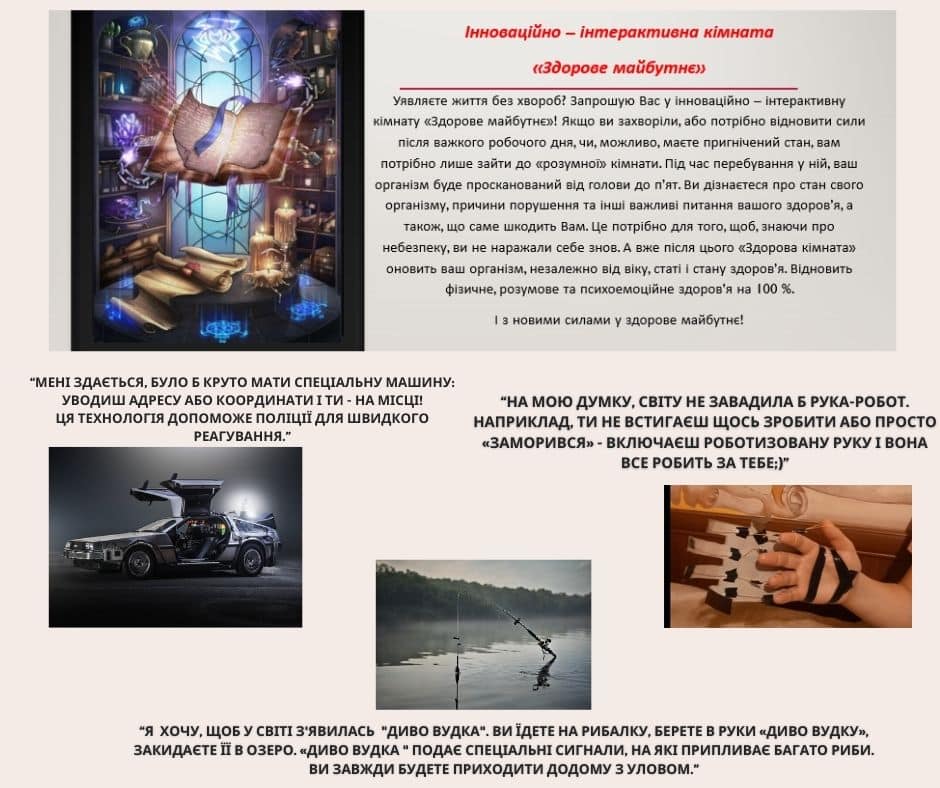 Інноваційно – інтерактивна кімната
«Здорове майбутнє»
Уявляєте життя без хвороб? Запрошую Вас у інноваційно – інтерактивну
кімнату «Здорове майбутнє»! Якщо ви захворіли, або потрібно відновити сили
після важкого робочого дня, чи, можливо, маєте пригнічений стан, вам
потрібно лише зайти до «розумної» кімнати. Під час перебування у ній, ваш
організм буде просканований від голови до п'ят. Ви дізнаєтеся про стан свого
організму, причини порушення та інші важливі питання вашого здоров'я, а
також, що саме шкодить Вам. Це потрібно для того, щоб, знаючи про
небезпеку, ви не наражали себе знов. А вже після цього «Здорова кімната»
оновить ваш організм, незалежно від віку, статі і стану здоров'я. Відновить
фізичне, розумове та психоемоційне здоров'я на 100 %.
І з новими силами у здорове майбутнє!
"МЕНІ ЗДАЄТЬСЯ, БУЛО Б КРУТО МАТИ СПЕЦІАЛЬНУ МАШИНУ:
УВОДИШ АДРЕСУ АБО КООРДИНАТИ І ТИ - НА МІСЦІ!
ЦЯ ТЕХНОЛОГІЯ ДОПОМОЖЕ ПОЛІЦІЇ ДЛЯ ШВИДКОГО
РЕАГУВАННЯ."
"НА МОЮ ДУМКУ, СВІТУ НЕ ЗАВАДИЛА Б РУКА-РОБОТ.
НАПРИКЛАД, ТИ НЕ ВСТИГАЄШ ЩОСЬ ЗРОБИТИ АБО ПРОСТО
«ЗАМОРИВСЯ» - ВКЛЮЧАЄШ РОБОТИЗОВАНУ РУКУ І ВОНА
ВСЕ РОБИТЬ ЗА ТЕБЕ;)"
"Я ХОЧУ, ЩОБ У СВІТІ З'ЯВИЛАСЬ "ДИВО ВУДКА". ВИ ЇДЕТЕ НА РИБАЛКУ, БЕРЕТЕ В РУКИ «ДИВО ВУДКУ»,
ЗАКИДАЄТЕ ЇЇ В ОЗЕРО. «ДИВО ВУДКА " ПОДАЄ СПЕЦІАЛЬНІ СИГНАЛИ, НА ЯКІ ПРИПЛИВАЄ БАГАТО РИБИ.
ВИ ЗАВЖДИ БУДЕТЕ ПРИХОДИТИ ДОДОМУ З УЛОВОМ."